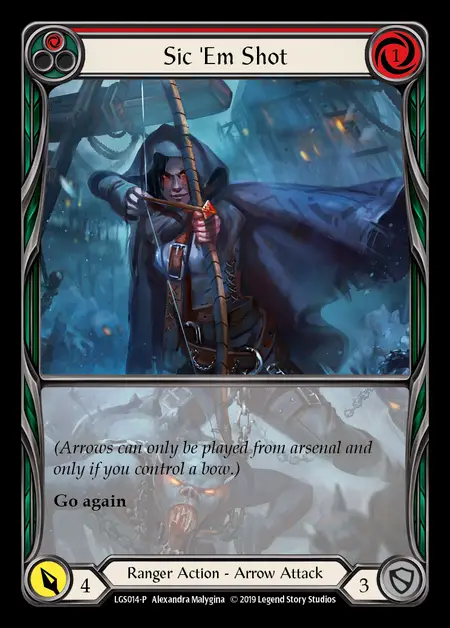 Sic 'Em Shot
1
(Arrows can only be played from arsenal and
only if you control a bow.)
Go again
4
Ranger Action - Arrow Attack
3
LGS014-P Alexandra Malygina © 2019 Legend Story Studios